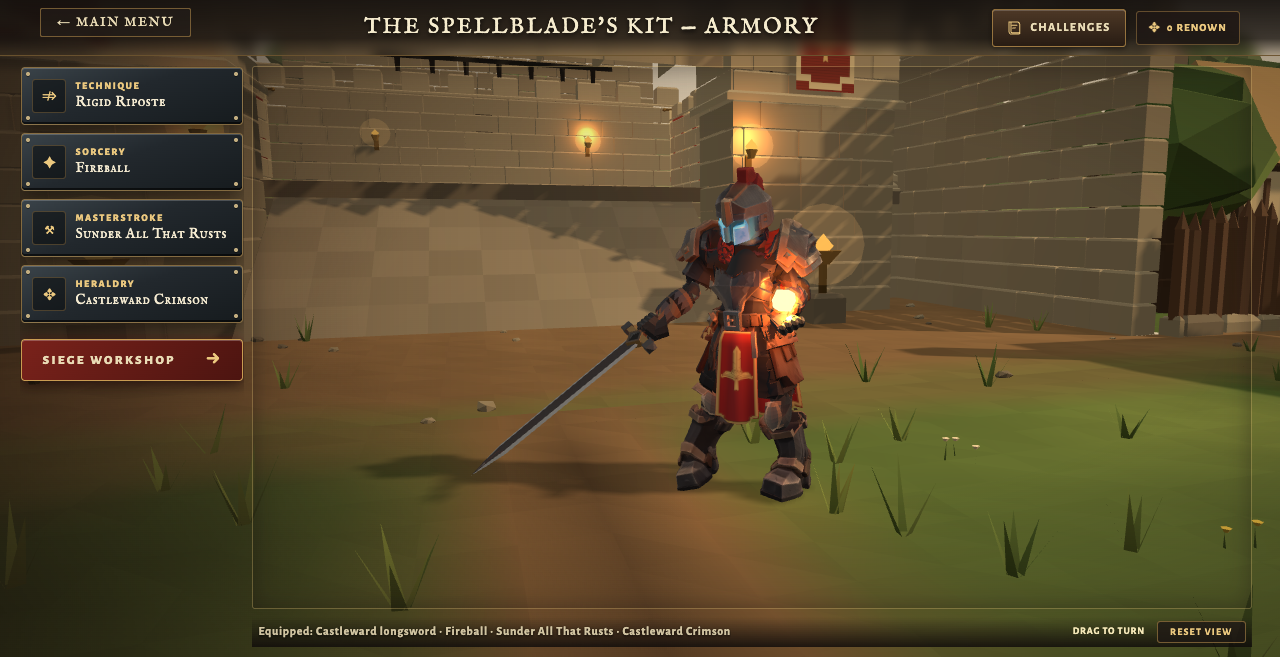 ← MAIN MENU
THE SPELLBLADE'S KIT – ARMORY
CHALLENGES
0 RENOWN
TECHNIQUE
Rigid Riposte
SORCERY
Fireball
MASTERSTROKE
Sunder All That Rusts
HERALDRY
Castleward Crimson
SIEGE WORKSHOP →
Equipped: Castleward longsword · Fireball · Sunder All That Rusts · Castleward Crimson
DRAG TO TURN
RESET VIEW